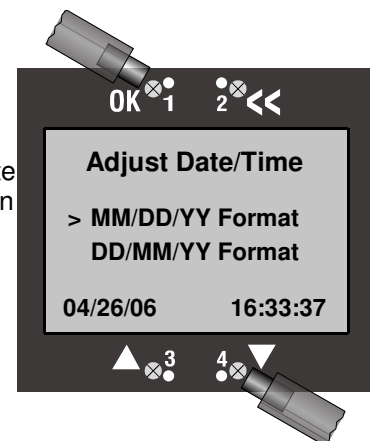 OK 1 2 <<
Adjust Date/Time
> MM/DD/YY Format
DD/MM/YY Format
04/26/06 16:33:37
3 4